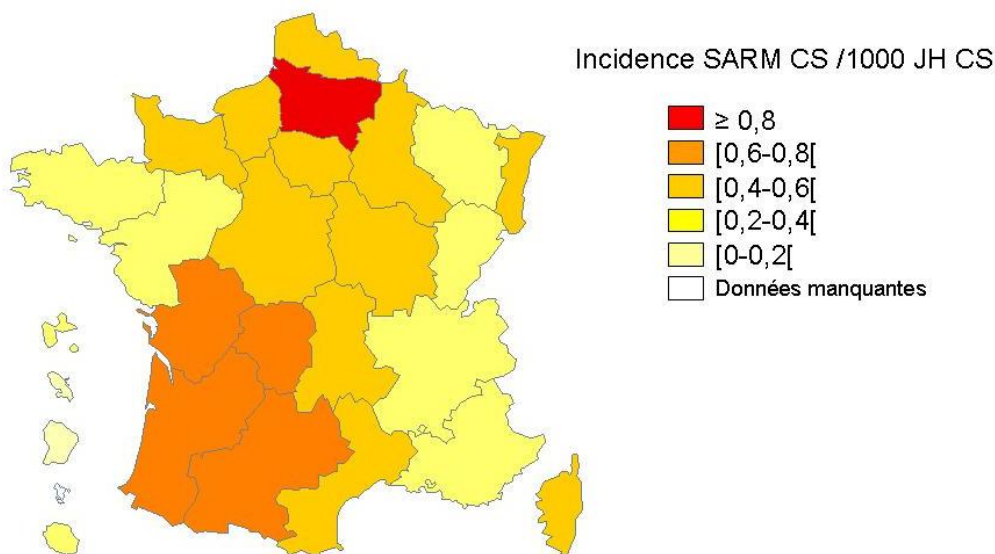 Incidence SARM CS /1000 JH CS
≥ 0,8
[0,6-0,8[
[0,4-0,6[
[0,2-0,4[
[0-0,2[
Données manquantes